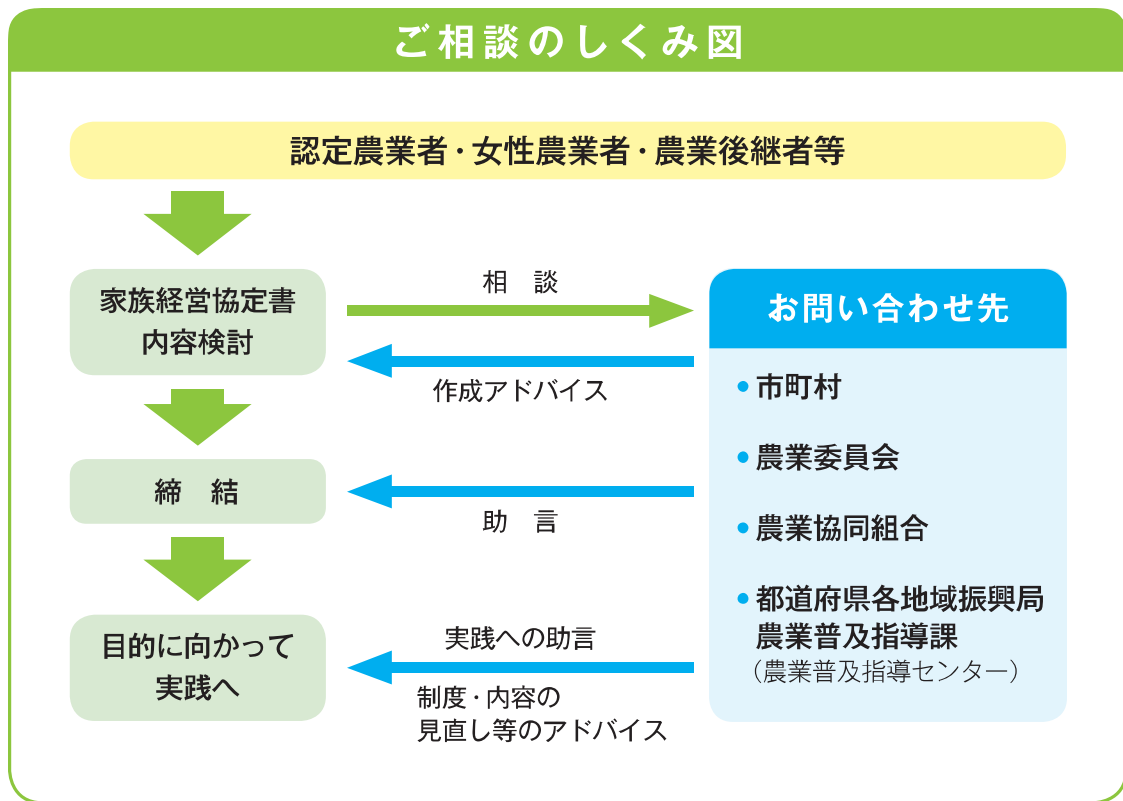 ご相談のしくみ図
認定農業者・女性農業者・農業後継者等
家族経営協定書
内容検討
相　談
作成アドバイス
締　結
助　言
目的に向かって
実践へ
実践への助言
制度・内容の
見直し等のアドバイス
お問い合わせ先
●市町村
●農業委員会
●農業協同組合
●都道府県各地域振興局
農業普及指導課
（農業普及指導センター）